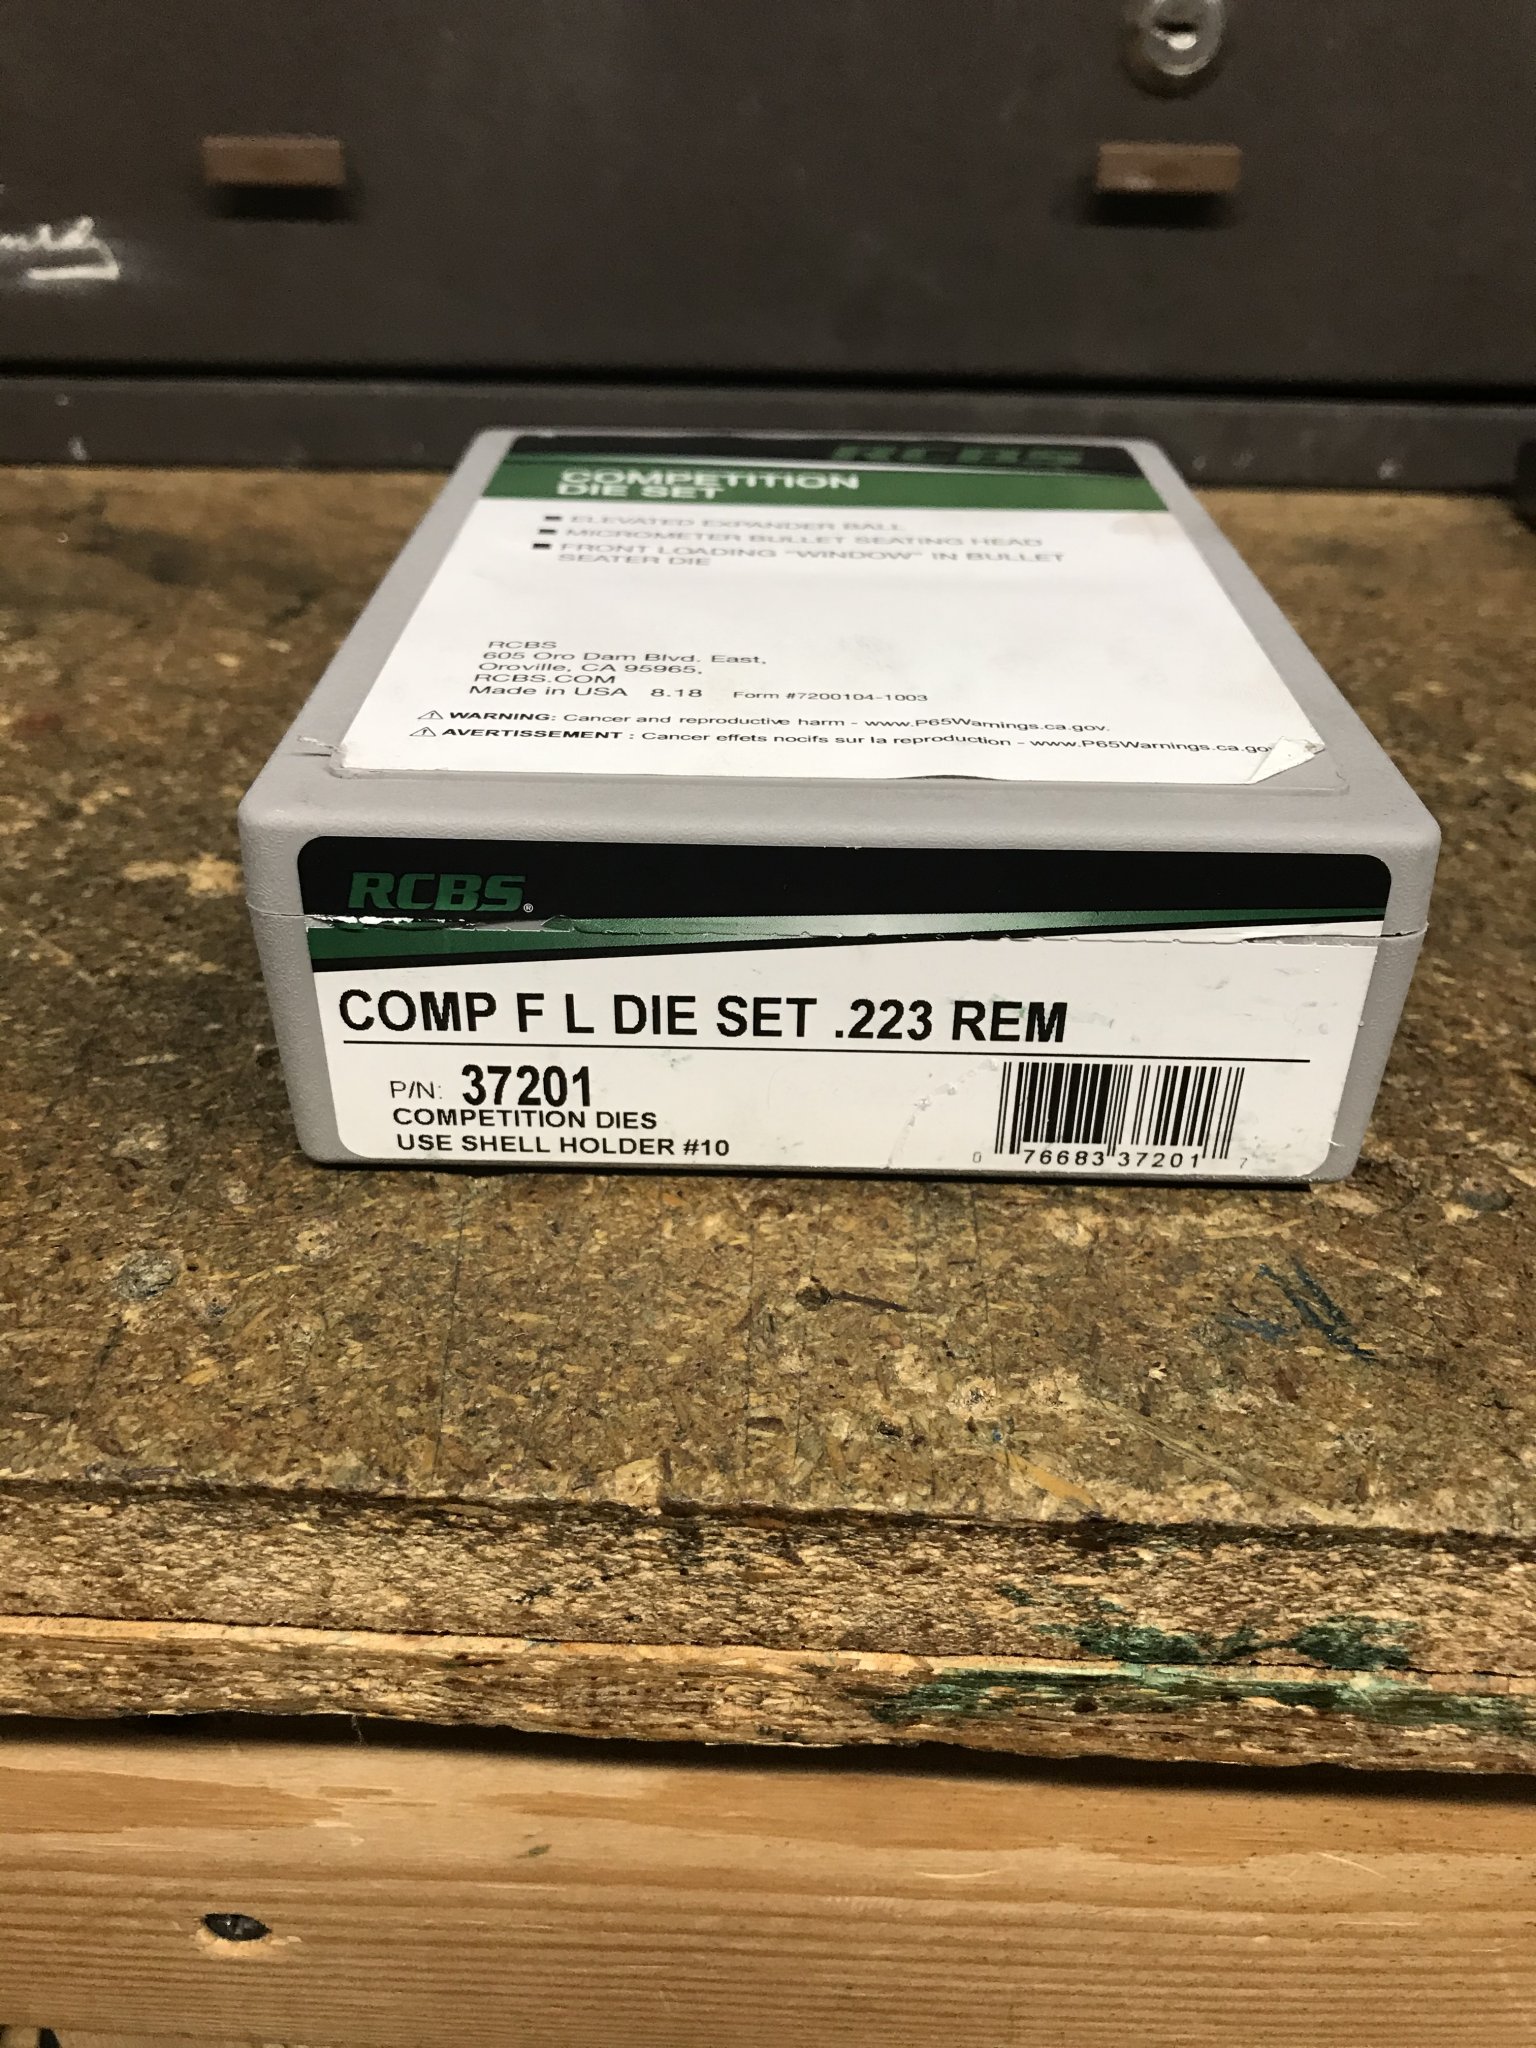 RCBS
COMPETITION
DIE SET
ELEVATED EXPANDER BALL
MICROMETER BULLET SEATING HEAD
FRONT LOADING "WINDOW" IN BULLET
SEATER DIE
RCBS
605 Oro Dam Blvd. East,
Oroville, CA 95965,
RCBS.COM
Made in USA 8.18 Form #7200104-1003
WARNING: Cancer and reproductive harm - www.P65Warnings.ca.gov.
AVERTISSEMENT : Cancer effets nocifs sur la reproduction - www.P65Warnings.ca.gov
RCBS®
COMP F L DIE SET .223 REM
P/N: 37201
COMPETITION DIES
USE SHELL HOLDER #10
0 76683 37201 7